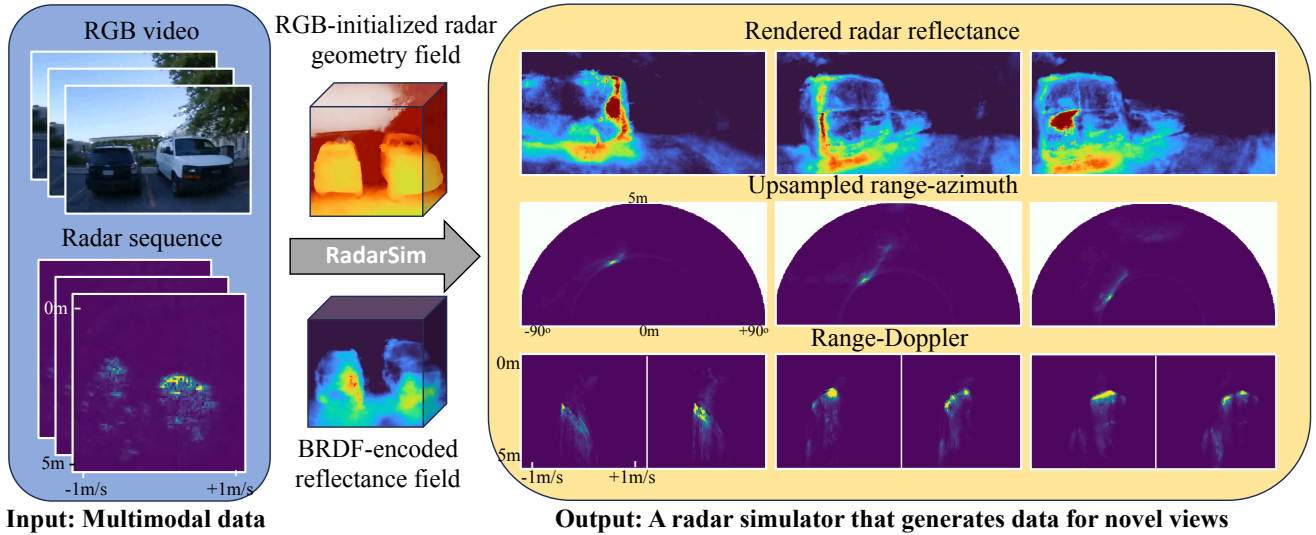 RGB video
Radar sequence
0m
5m
-1m/s
+1m/s
Input: Multimodal data
RGB-initialized radar
geometry field
RadarSim
BRDF-encoded
reflectance field
Rendered radar reflectance
Upsampled range-azimuth
5m
-90°
0m
+90°
Range-Doppler
0m
5m
-1m/s
+1m/s
Output: A radar simulator that generates data for novel views